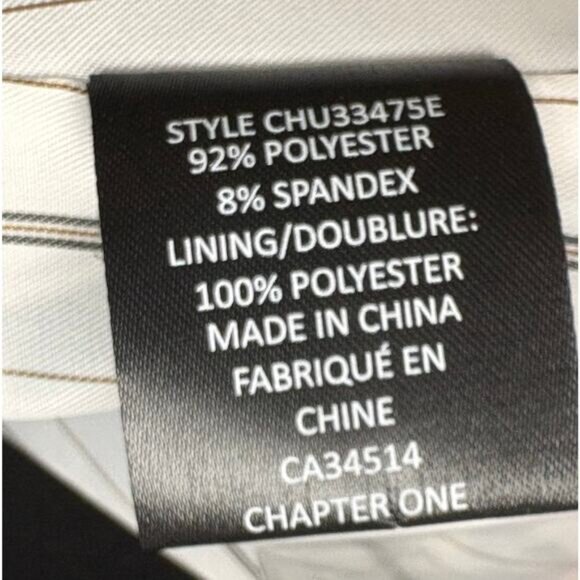 STYLE CHU33475E
92% POLYESTER
8% SPANDEX
LINING/DOUBLURE:
100% POLYESTER
MADE IN CHINA
FABRIQUÉ EN
CHINE
CA34514
CHAPTER ONE